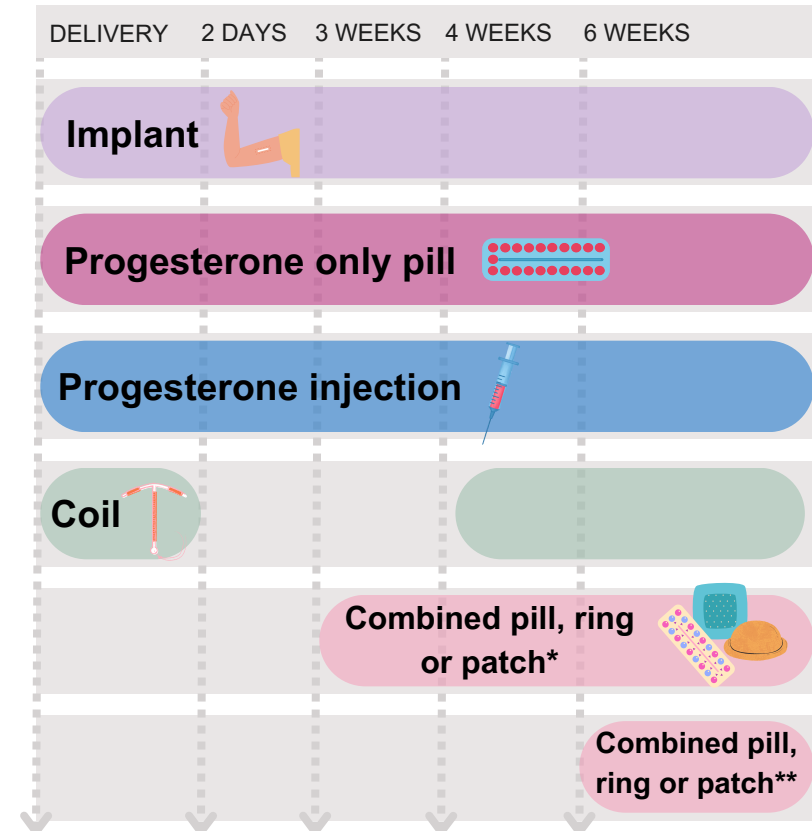 DELIVERY 2 DAYS 3 WEEKS 4 WEEKS 6 WEEKS
Implant
Progesterone only pill
Progesterone injection
Coil
Combined pill, ring
or patch*
Combined pill,
ring or patch**